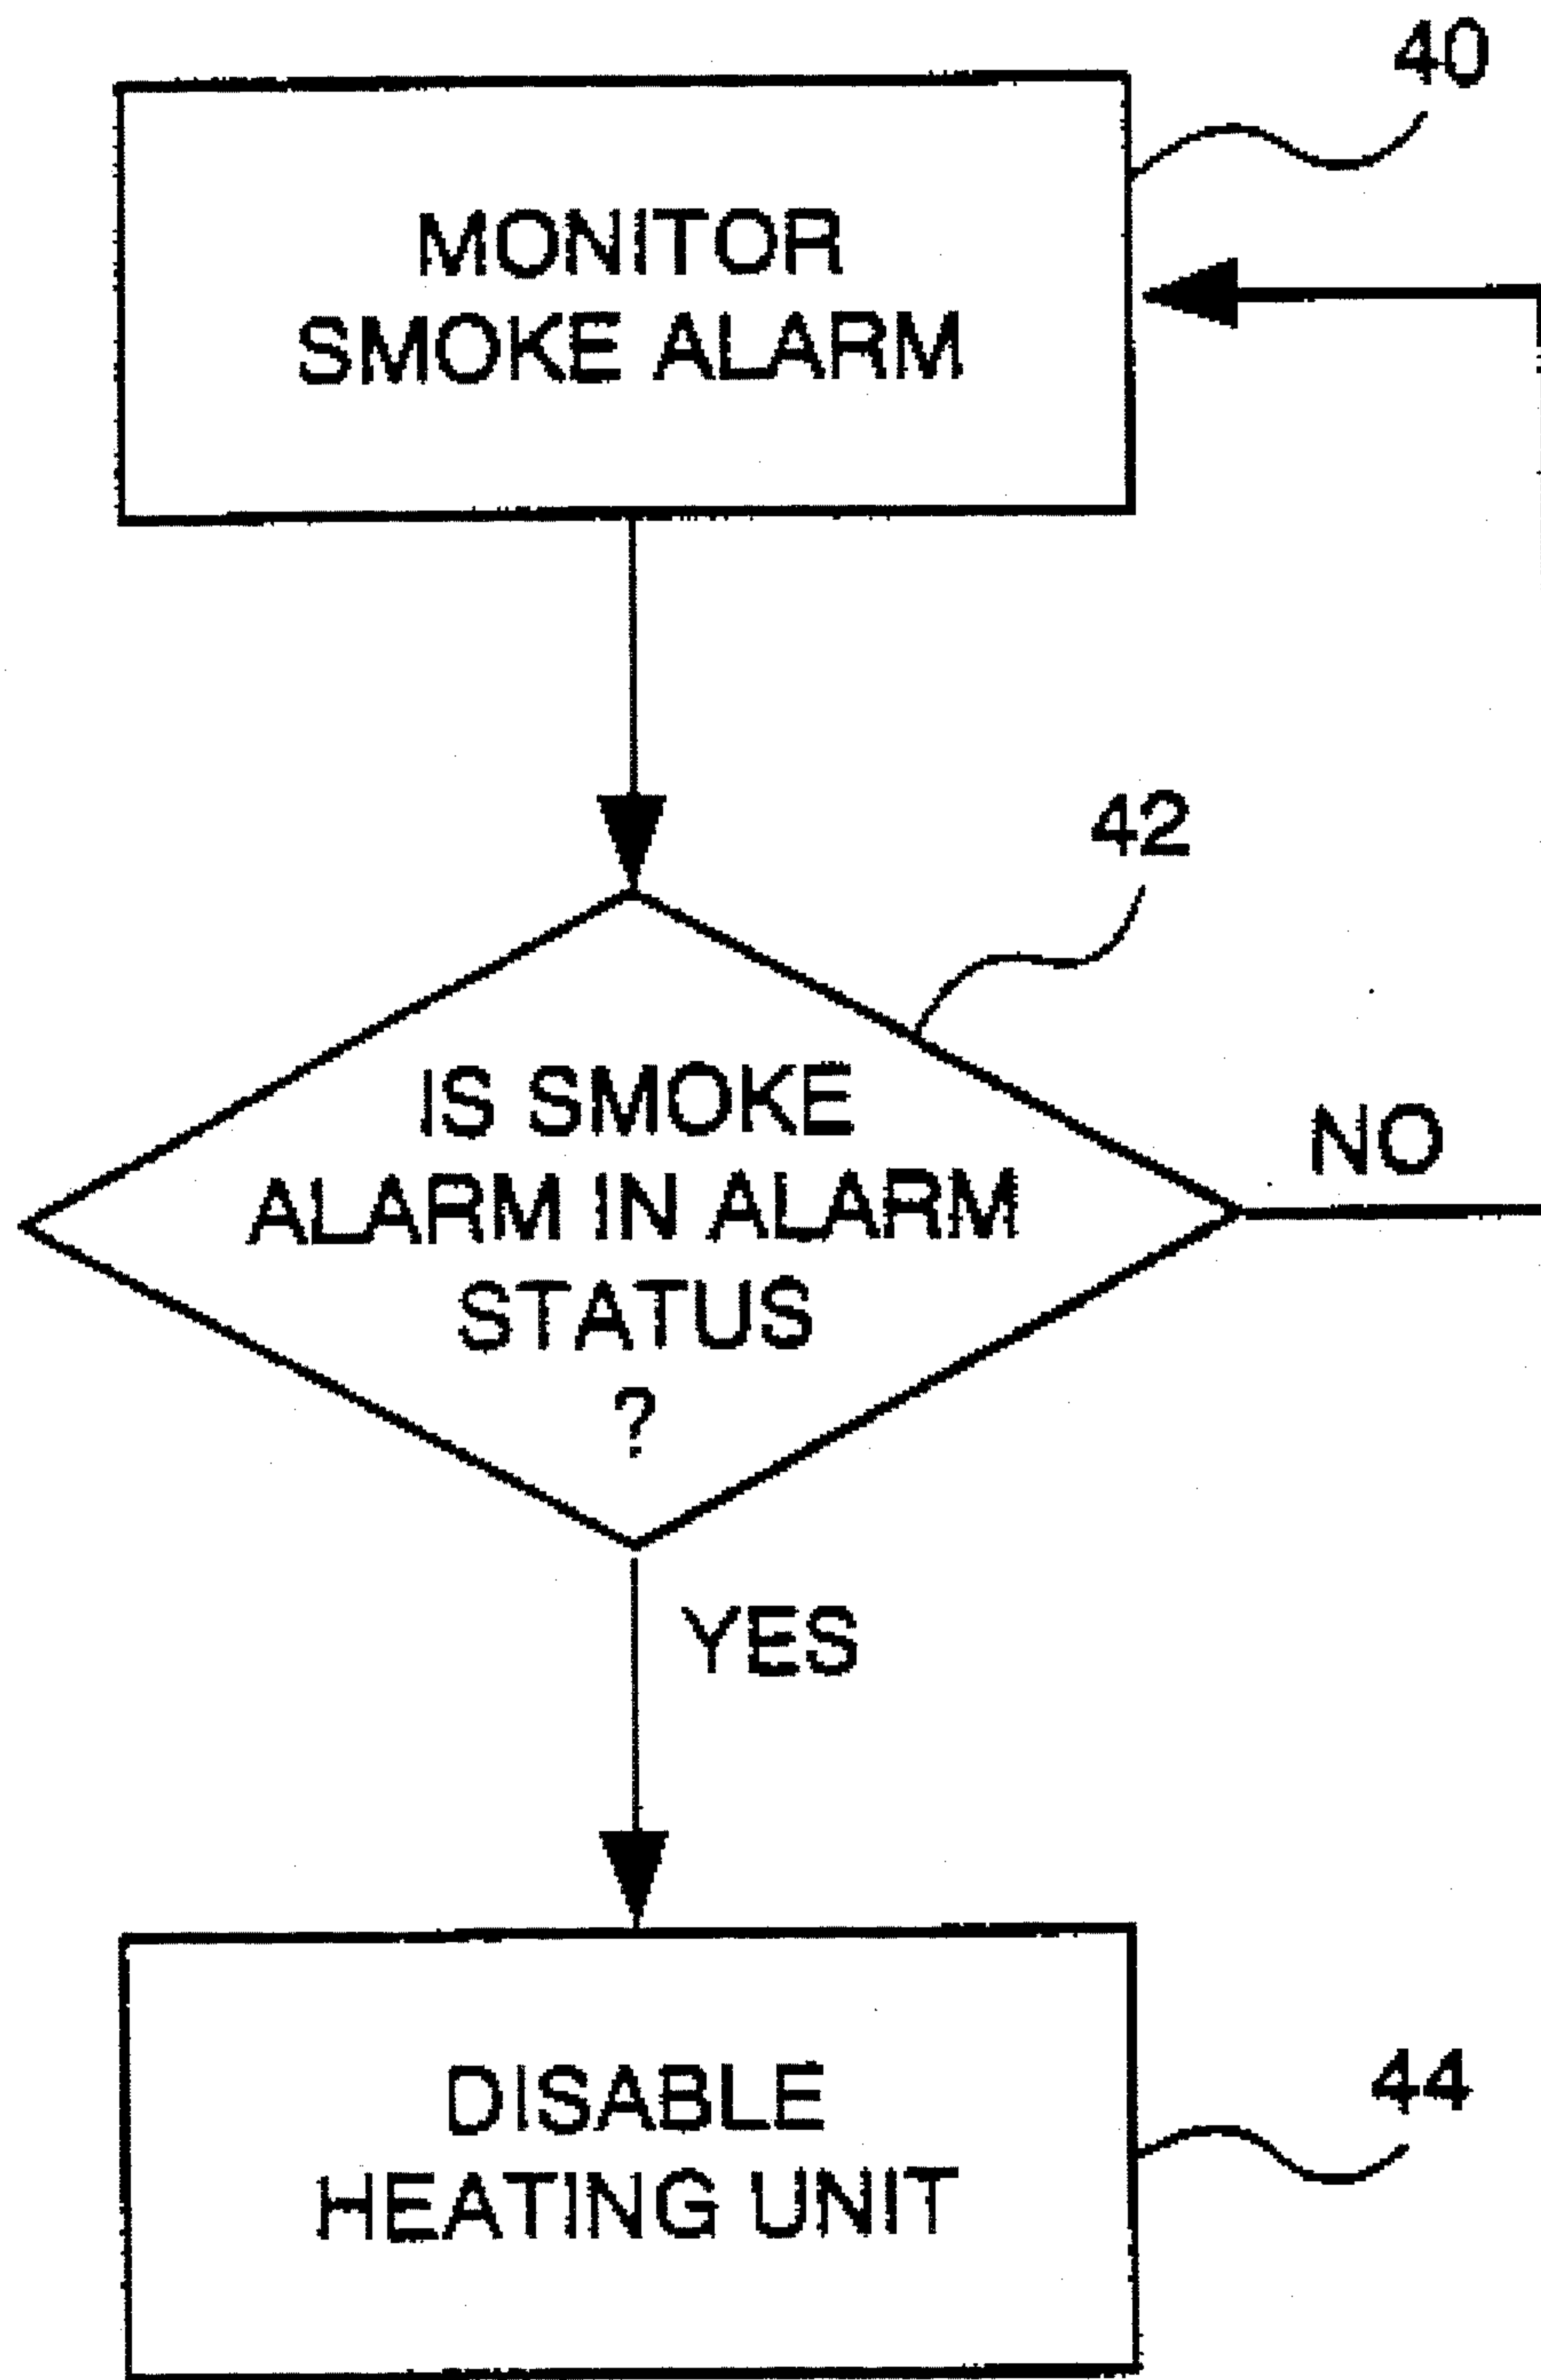 40
MONITOR
SMOKE ALARM
42
IS SMOKE
ALARM IN ALARM
STATUS
?
NO
YES
DISABLE
HEATING UNIT
44